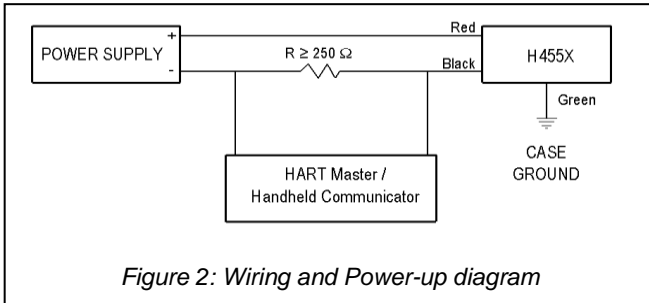 + Red
POWER SUPPLY R ≥ 250 Ω H455X
- Black
Green
CASE
GROUND
HART Master /
Handheld Communicator
Figure 2: Wiring and Power-up diagram